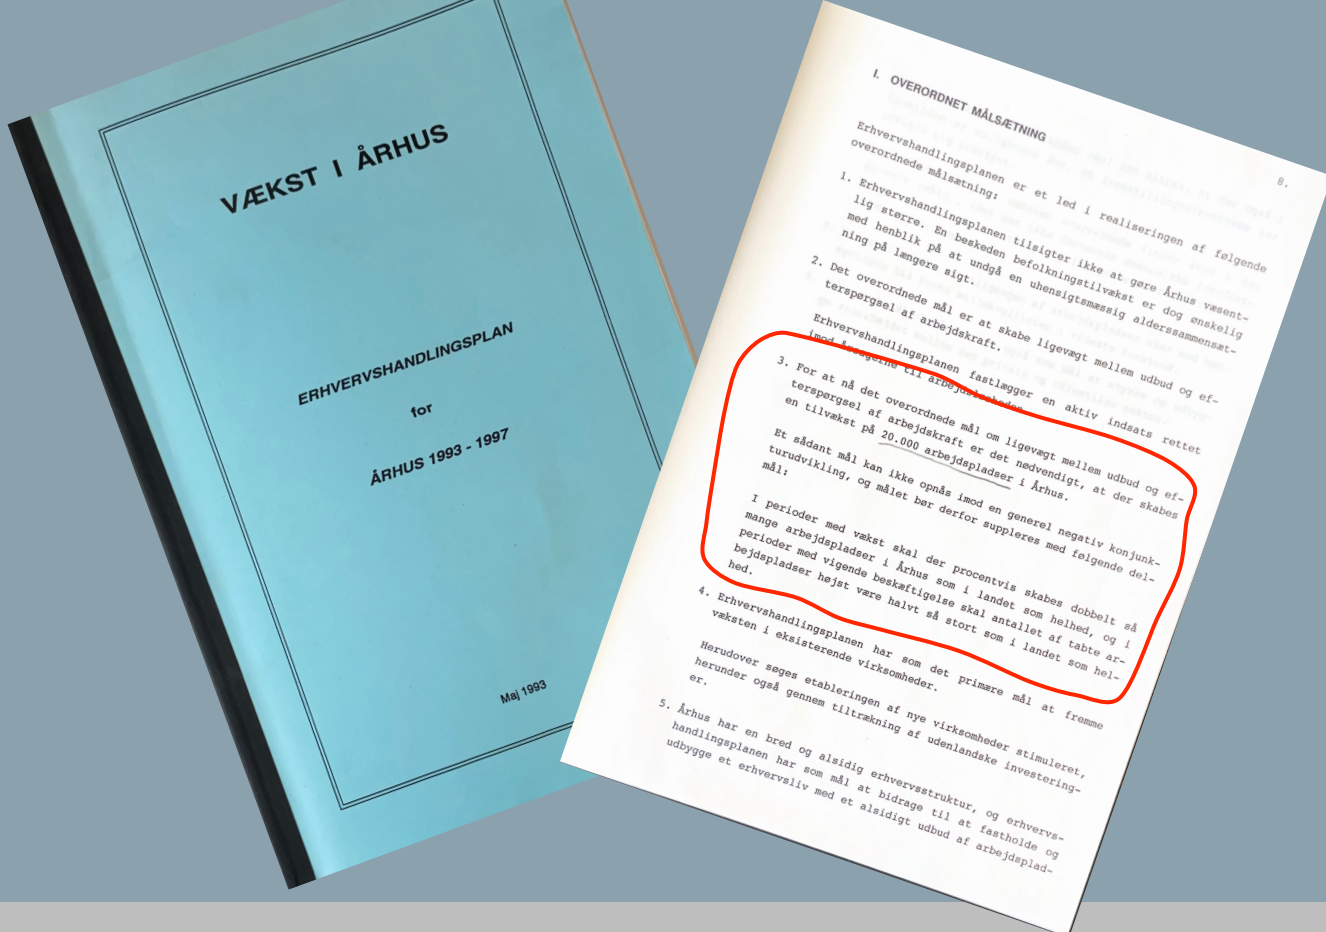 VÆKST I ÅRHUS
ERHVERVSHANDLINGSPLAN
for
ÅRHUS 1993 - 1997
Maj 1993
8.
I. OVERORDNET MÅLSÆTNING
Erhvervshandlingsplanen er et led i realiseringen af følgende
overordnede målsætning:
1. Erhvervshandlingsplanen tilsigter ikke at gøre Århus væsent-
lig større. En beskeden befolkningstilvækst er dog ønskelig
med henblik på at undgå en uhensigtsmæssig alderssammensæt-
ning på længere sigt.
2. Det overordnede mål er at skabe ligevægt mellem udbud og ef-
terspørgsel af arbejdskraft.
Erhvervshandlingsplanen fastlægger en aktiv indsats rettet
imod årsagerne til arbejdsløsheden.
3. For at nå det overordnede mål om ligevægt mellem udbud og ef-
terspørgsel af arbejdskraft er det nødvendigt, at der skabes
en tilvækst på 20.000 arbejdspladser i Århus.
Et sådant mål kan ikke opnås imod en generel negativ konjunk-
turudvikling, og målet bør derfor suppleres med følgende del-
mål:
I perioder med vækst skal der procentvis skabes dobbelt så
mange arbejdspladser i Århus som i landet som helhed, og i
perioder med vigende beskæftigelse skal antallet af tabte ar-
bejdspladser højst være halvt så stort som i landet som hel-
hed.
4. Erhvervshandlingsplanen har som det primære mål at fremme
væksten i eksisterende virksomheder.
Herudover søges etableringen af nye virksomheder stimuleret,
herunder også gennem tiltrækning af udenlandske investering-
er.
5. Århus har en bred og alsidig erhvervsstruktur, og erhvervs-
handlingsplanen har som mål at bidrage til at fastholde og
udbygge et erhvervsliv med et alsidigt udbud af arbejdsplad-